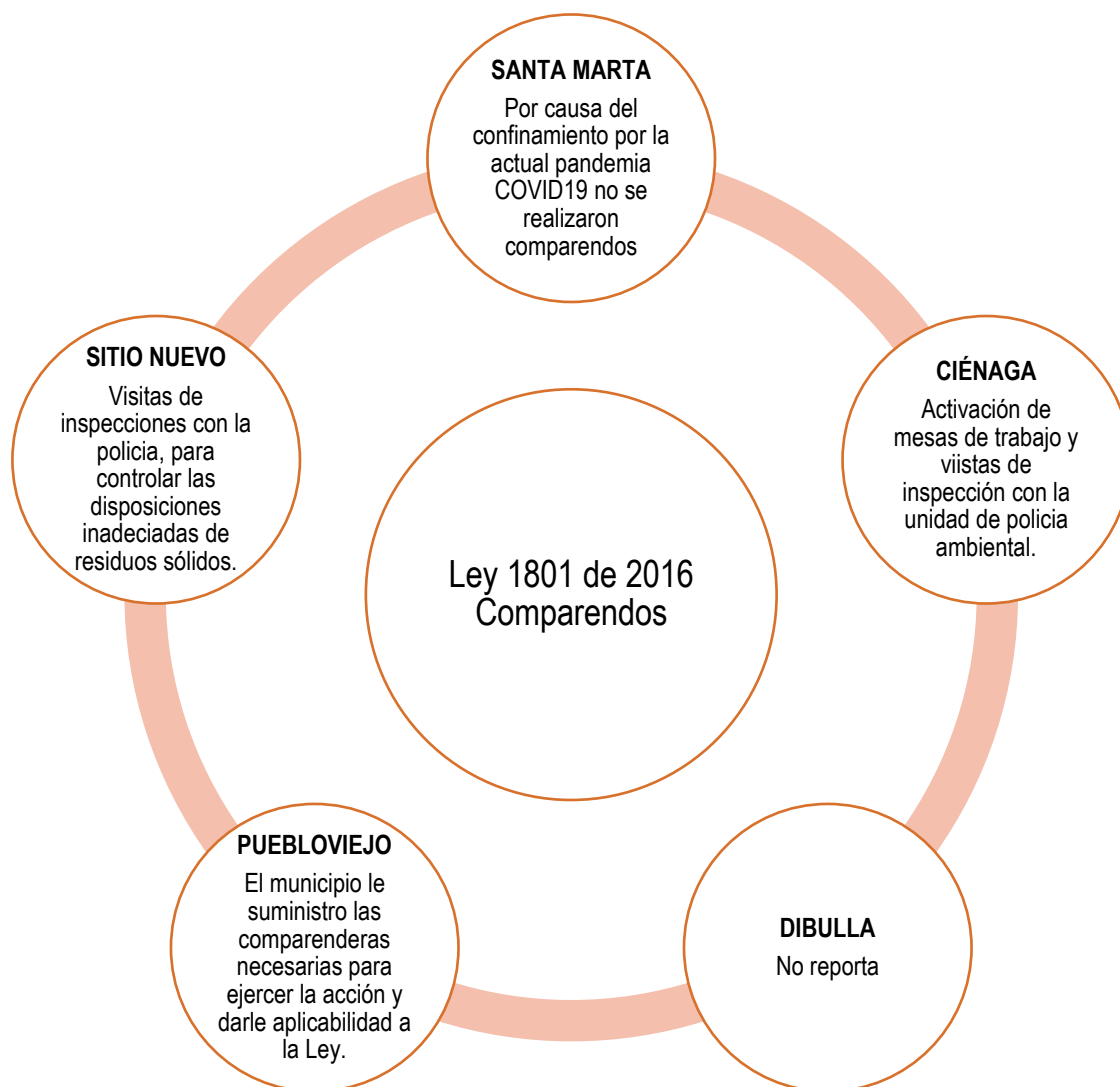 SANTA MARTA
Por causa del
confinamiento por la
actual pandemia
COVID19 no se
realizaron
comparendos
SITIO NUEVO
Visitas de
inspecciones con la
policia, para
controlar las
disposiciones
inadeciadas de
residuos sólidos.
CIÉNAGA
Activación de
mesas de trabajo y
viistas de
inspección con la
unidad de policia
ambiental.
Ley 1801 de 2016
Comparendos
PUEBLOVIEJO
El municipio le
suministro las
comparenderas
necesarias para
ejercer la acción y
darle aplicabilidad a
la Ley.
DIBULLA
No reporta